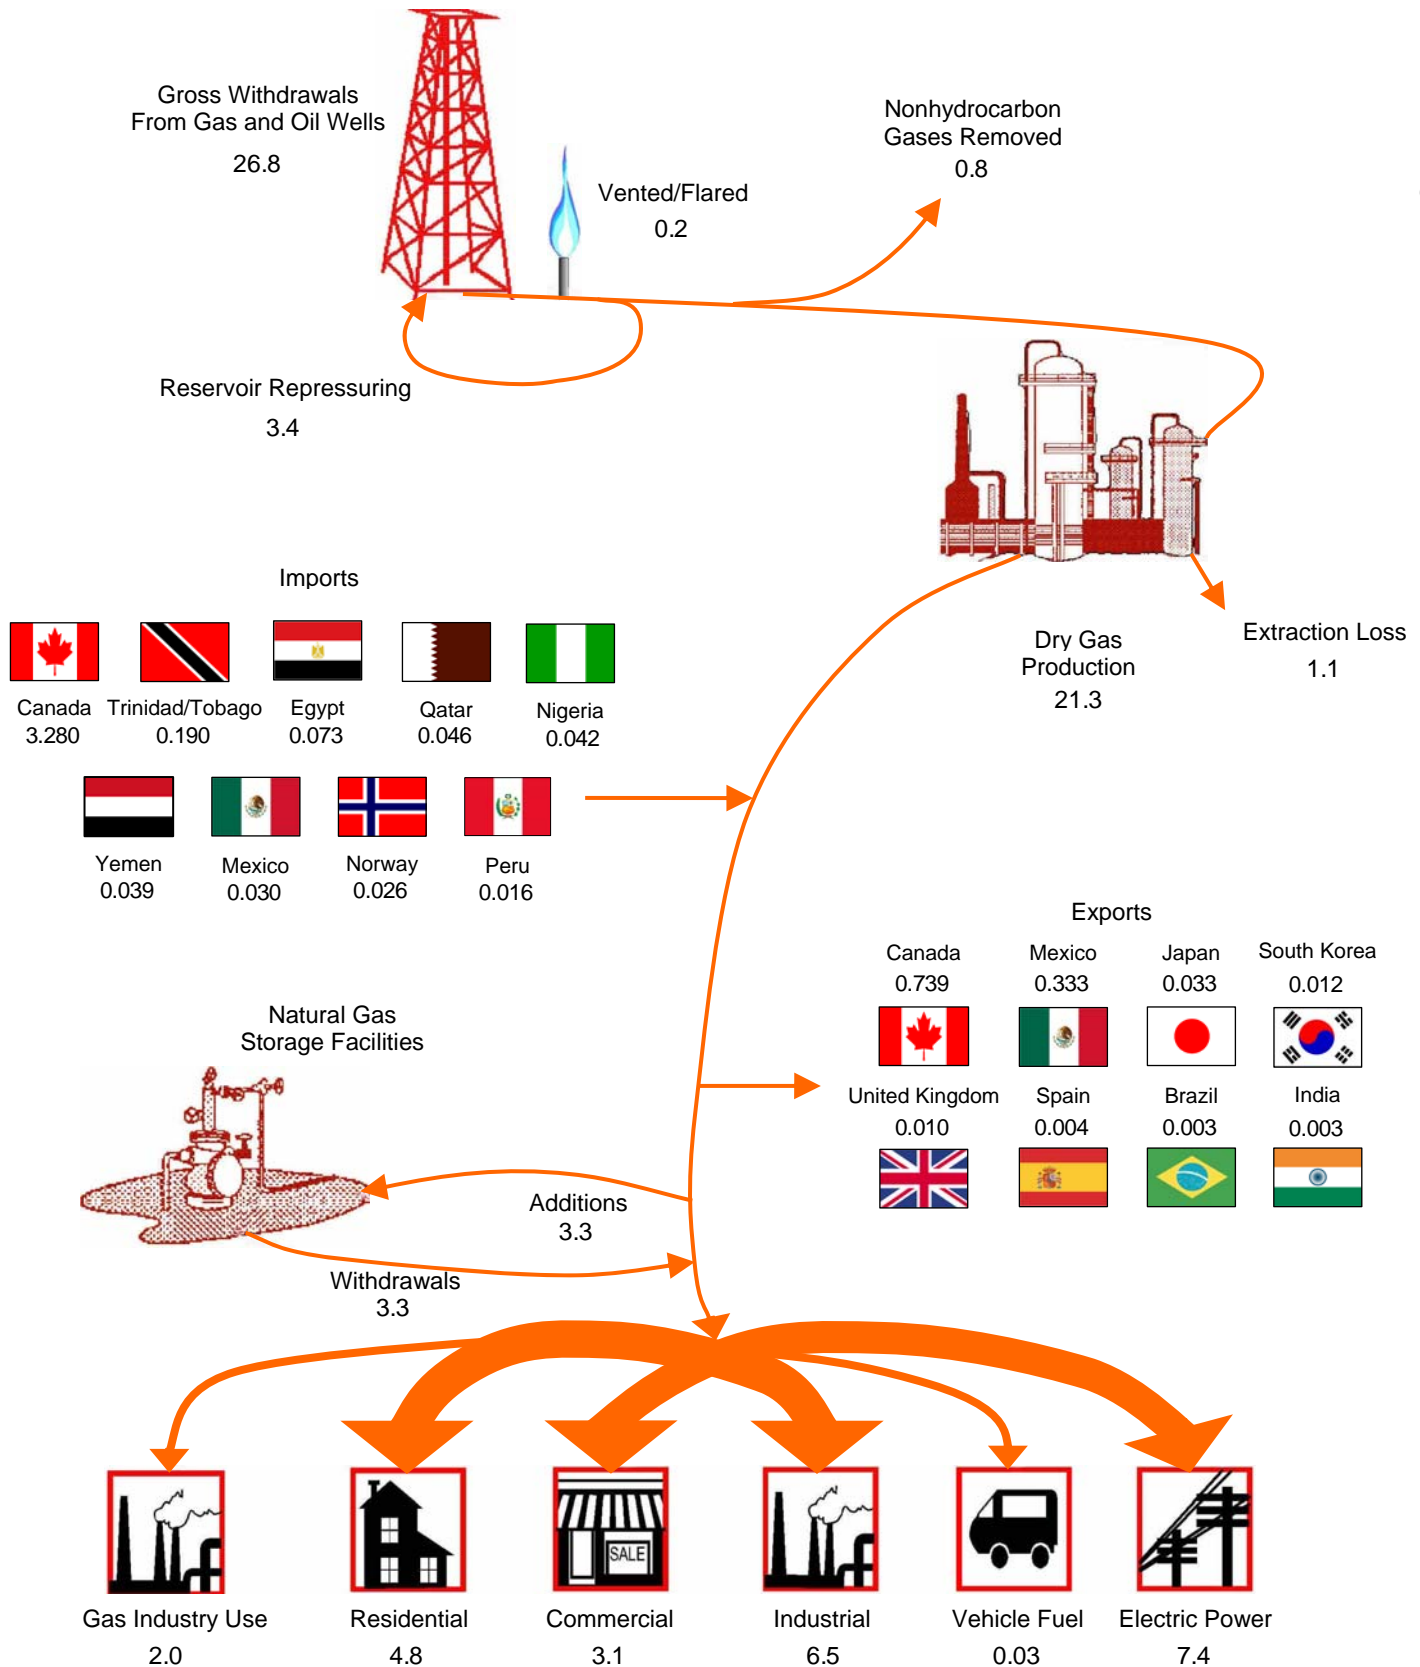 Gross Withdrawals
From Gas and Oil Wells
26.8
Nonhydrocarbon
Gases Removed
0.8
Vented/Flared
0.2
Reservoir Repressuring
3.4
Dry Gas
Production
21.3
Extraction Loss
1.1
Imports
Canada Trinidad/Tobago Egypt Qatar Nigeria
3.280 0.190 0.073 0.046 0.042
Yemen Mexico Norway Peru
0.039 0.030 0.026 0.016
Exports
Canada Mexico Japan South Korea
0.739 0.333 0.033 0.012
United Kingdom Spain Brazil India
0.010 0.004 0.003 0.003
Natural Gas
Storage Facilities
Additions
3.3
Withdrawals
3.3
SALE
Gas Industry Use Residential Commercial Industrial Vehicle Fuel Electric Power
2.0 4.8 3.1 6.5 0.03 7.4